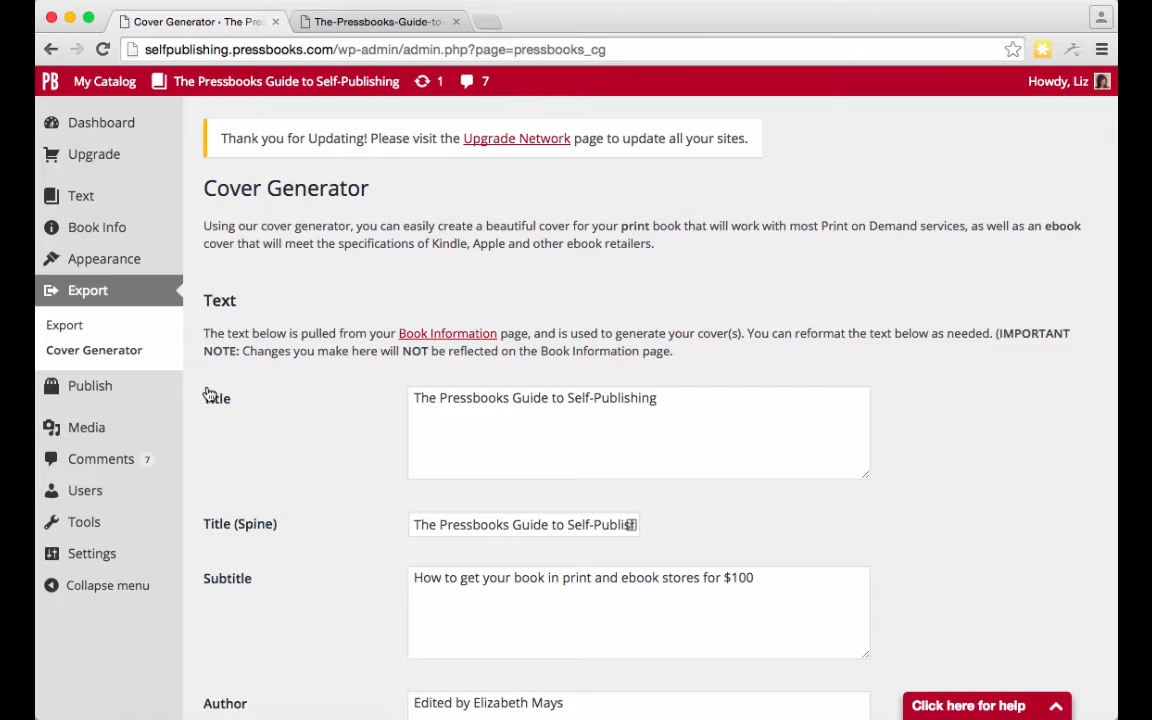 Cover Generator ‹ The Pres
The-Pressbooks-Guide-to-
selfpublishing.pressbooks.com/wp-admin/admin.php?page=pressbooks_cg
PB My Catalog The Pressbooks Guide to Self-Publishing 1 7 Howdy, Liz
Dashboard
Upgrade
Text
Book Info
Appearance
Export
Export
Cover Generator
Publish
Media
Comments 7
Users
Tools
Settings
Collapse menu
Thank you for Updating! Please visit the Upgrade Network page to update all your sites.
Cover Generator
Using our cover generator, you can easily create a beautiful cover for your print book that will work with most Print on Demand services, as well as an ebook
cover that will meet the specifications of Kindle, Apple and other ebook retailers.
Text
The text below is pulled from your Book Information page, and is used to generate your cover(s). You can reformat the text below as needed. (IMPORTANT
NOTE: Changes you make here will NOT be reflected on the Book Information page.
Title
The Pressbooks Guide to Self-Publishing
Title (Spine)
The Pressbooks Guide to Self-Publis
Subtitle
How to get your book in print and ebook stores for $100
Author
Edited by Elizabeth Mays
Click here for help